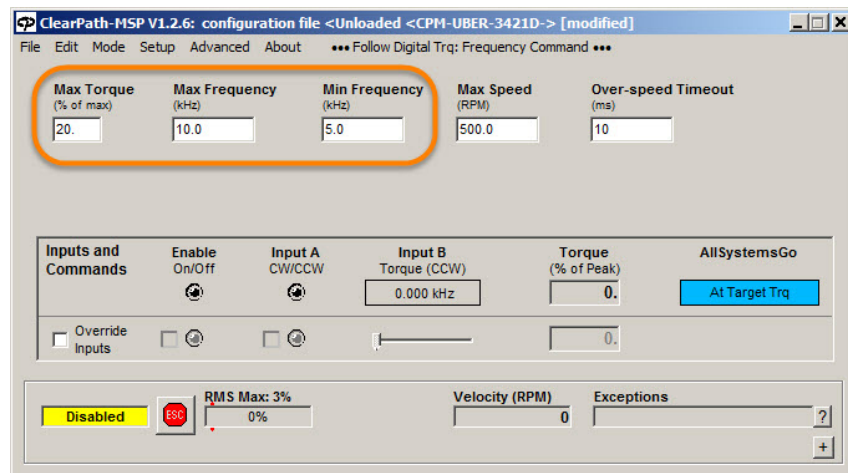 ClearPath-MSP V1.2.6: configuration file <Unloaded <CPM-UBER-3421D-> [modified]
File Edit Mode Setup Advanced About ••• Follow Digital Trq: Frequency Command •••
Max Torque Max Frequency Min Frequency Max Speed Over-speed Timeout
(% of max) (kHz) (kHz) (RPM) (ms)
20. 10.0 5.0 500.0 10
Inputs and Enable Input A Input B Torque AllSystemsGo
Commands On/Off CW/CCW Torque (CCW) (% of Peak)
0.000 kHz 0. At Target Trq
Override
Inputs 0.
RMS Max: 3% Velocity (RPM) Exceptions
Disabled ESC 0% 0 ?
+